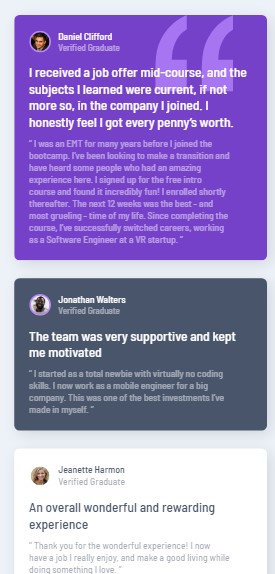 Daniel Clifford
Verified Graduate
I received a job offer mid-course, and the
subjects I learned were current, if not
more so, in the company I joined. I
honestly feel I got every penny's worth.
" I was an EMT for many years before I joined the
bootcamp. I've been looking to make a transition and
have heard some people who had an amazing
experience here. I signed up for the free intro
course and found it incredibly fun! I enrolled shortly
thereafter. The next 12 weeks was the best - and
most grueling - time of my life. Since completing the
course, I've successfully switched careers, working
as a Software Engineer at a VR startup. "
Jonathan Walters
Verified Graduate
The team was very supportive and kept
me motivated
" I started as a total newbie with virtually no coding
skills. I now work as a mobile engineer for a big
company. This was one of the best investments I've
made in myself. "
Jeanette Harmon
Verified Graduate
An overall wonderful and rewarding
experience
" Thank you for the wonderful experience! I now
have a job I really enjoy, and make a good living while
doing something I love. "